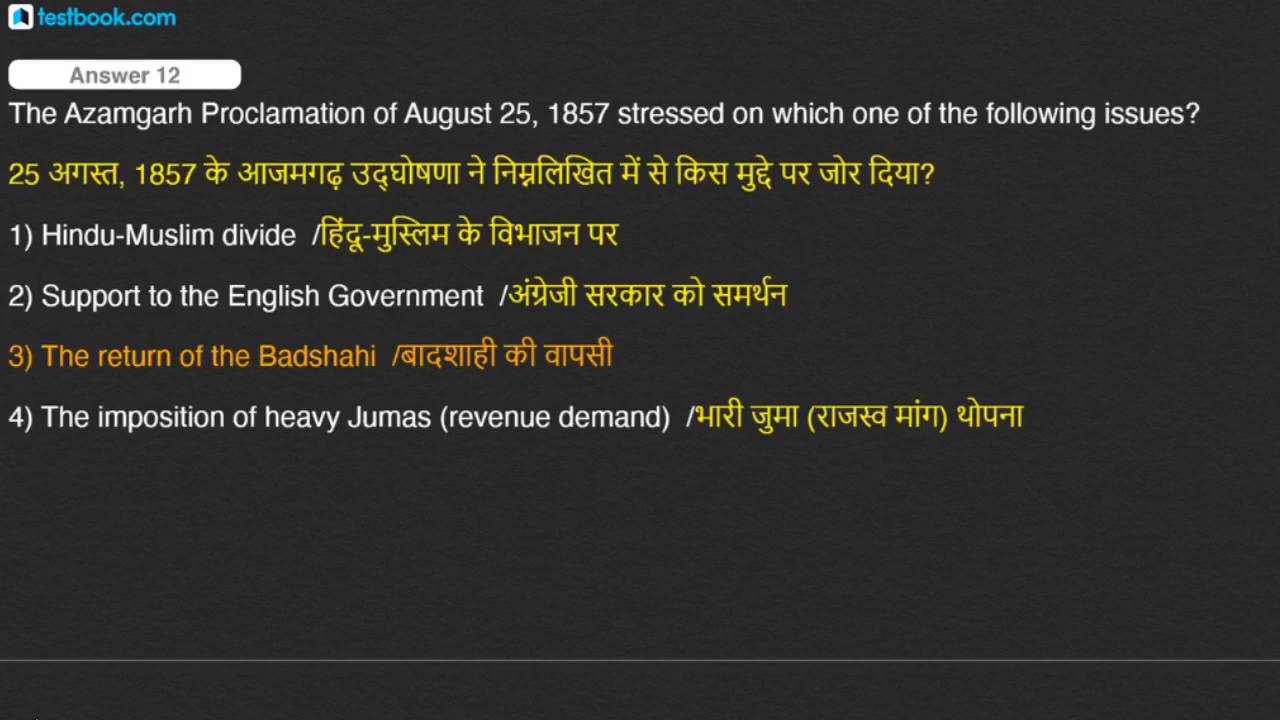 testbook.com
Answer 12
The Azamgarh Proclamation of August 25, 1857 stressed on which one of the following issues?
25 अगस्त, 1857 के आजमगढ़ उद्घोषणा ने निम्नलिखित में से किस मुद्दे पर जोर दिया?
1) Hindu-Muslim divide /हिंदू-मुस्लिम के विभाजन पर
2) Support to the English Government /अंग्रेजी सरकार को समर्थन
3) The return of the Badshahi /बादशाही की वापसी
4) The imposition of heavy Jumas (revenue demand) /भारी जुमा (राजस्व मांग) थोपना